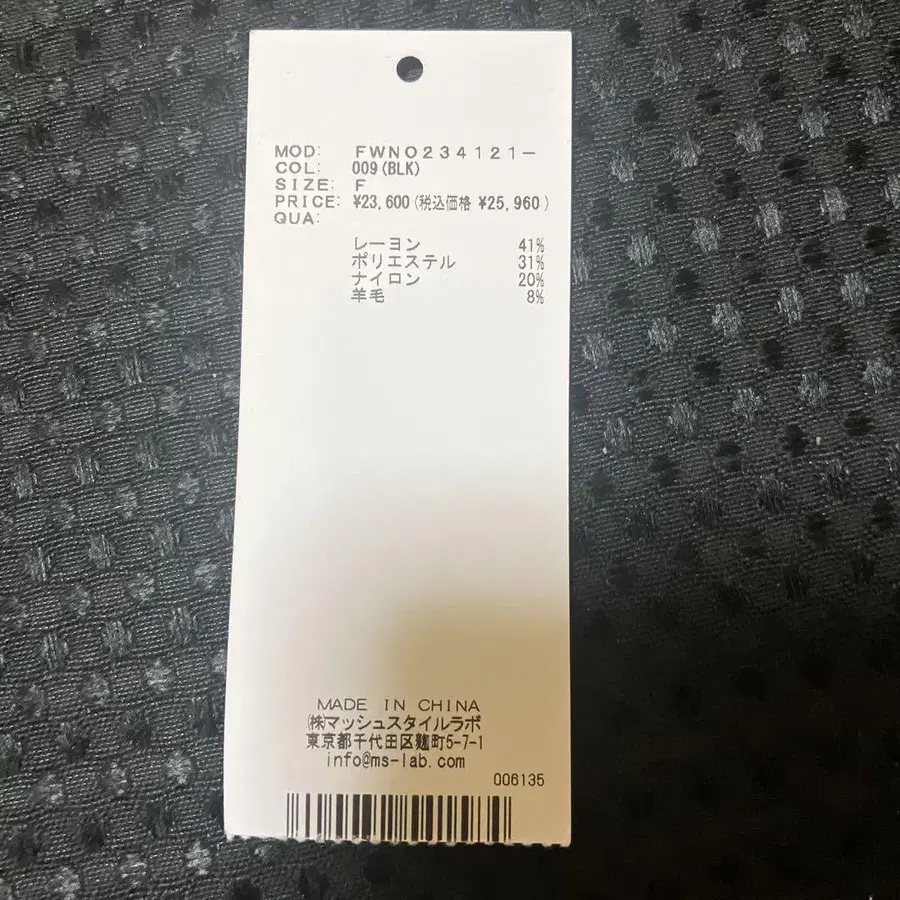 MOD: FWNO234121-
COL: 009(BLK)
SIZE: F
PRICE: ¥23,600(税込価格 ¥25,960)
QUA:
レーヨン 41%
ポリエステル 31%
ナイロン 20%
羊毛 8%
MADE IN CHINA
㈱マッシュスタイルラボ
東京都千代田区麹町5-7-1
info@ms-lab.com
006135